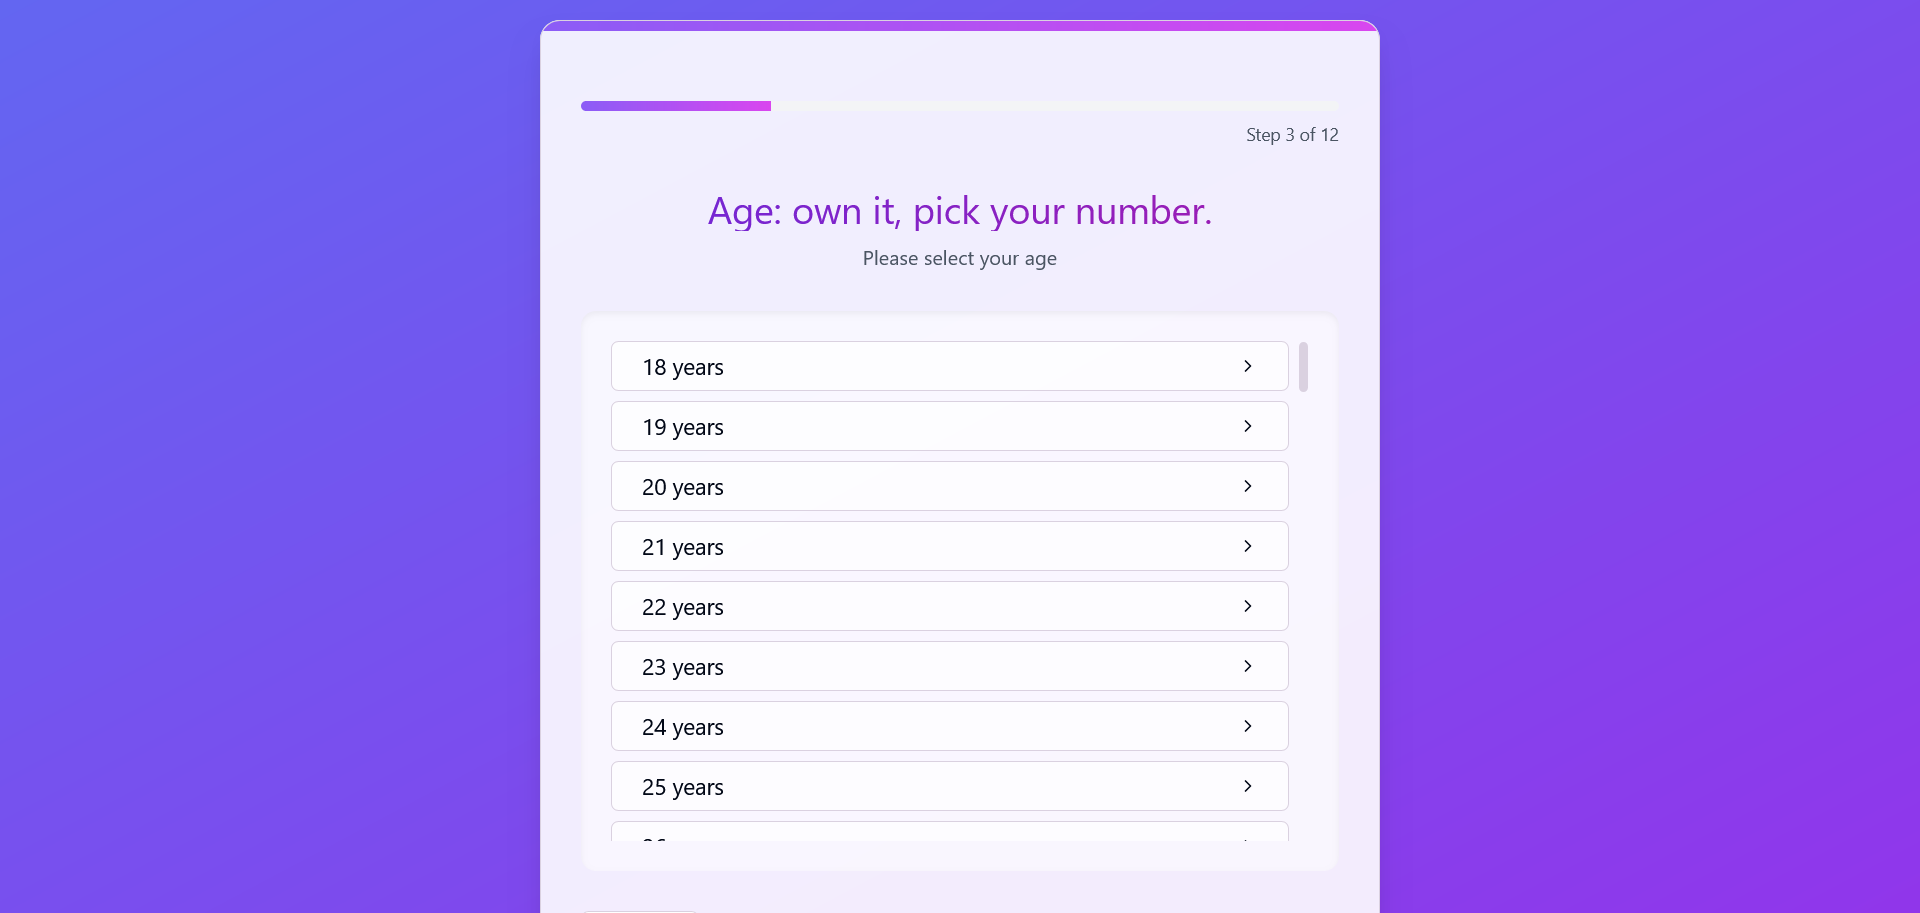 Step 3 of 12
Age: own it, pick your number.
Please select your age
18 years
19 years
20 years
21 years
22 years
23 years
24 years
25 years